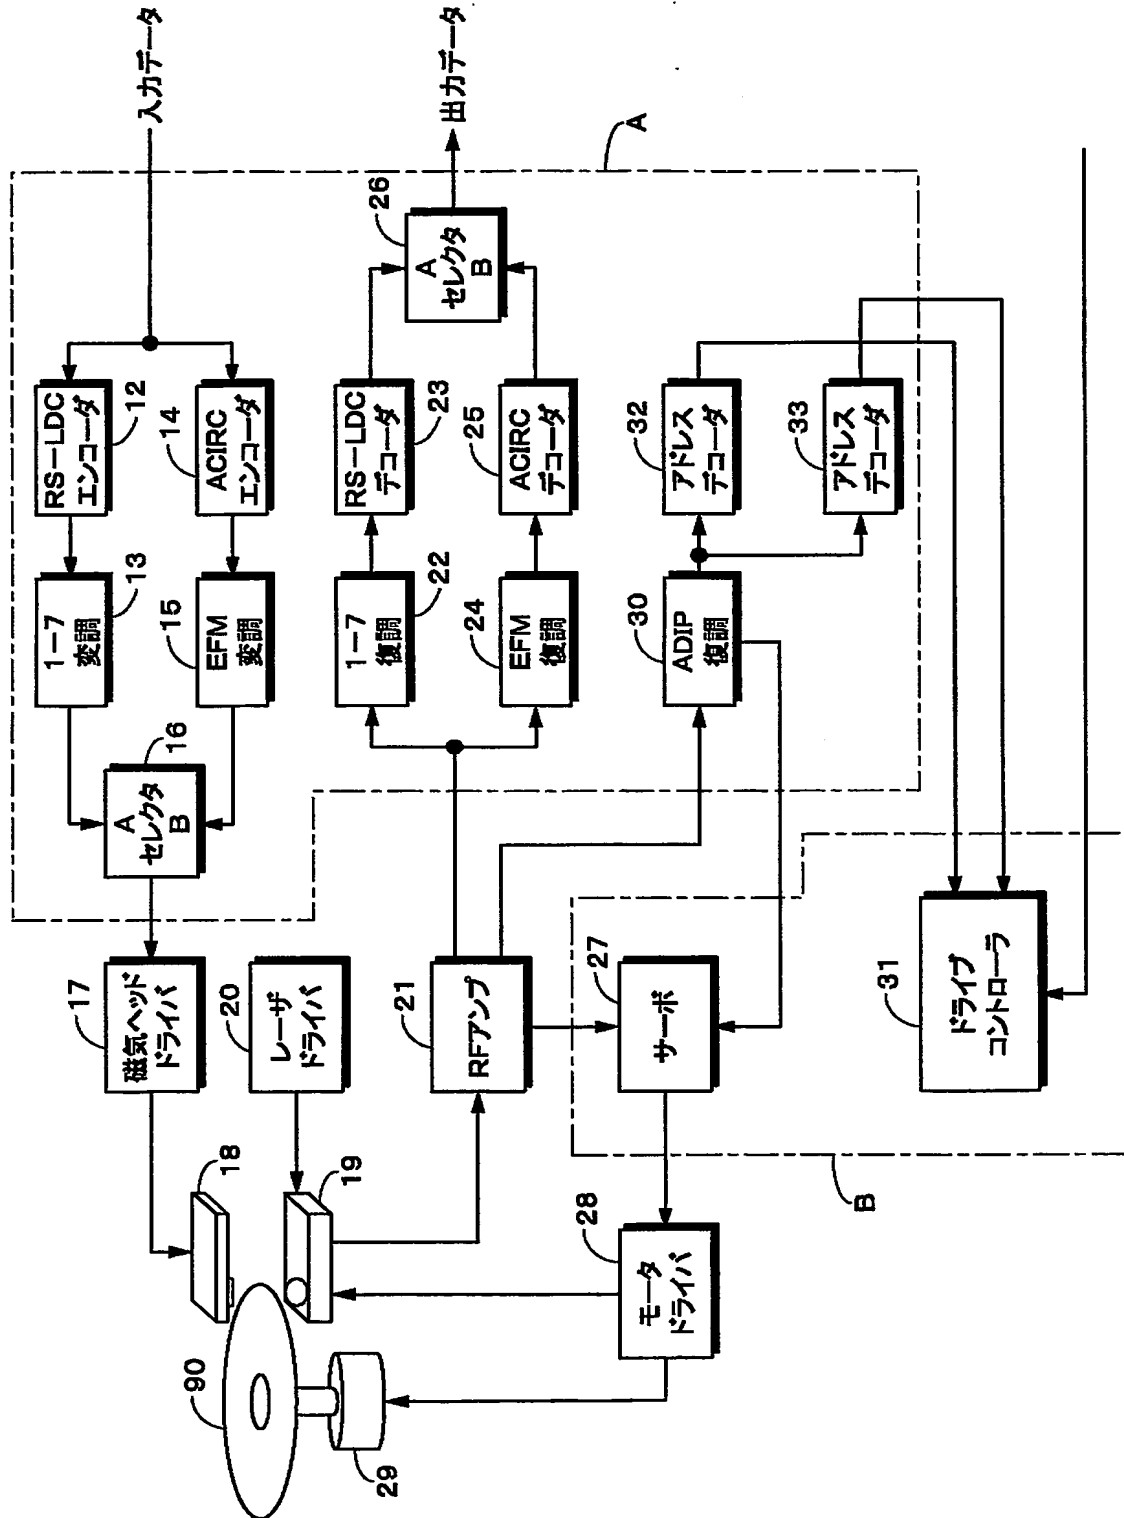 90
29
18
19
28
モータ
ドライバ
17
磁気ヘッド
ドライバ
20
レーザ
ドライバ
21
RFアンプ
27
サーボ
31
ドライブ
コントローラ
B
16
A
セレクタ
B
13
1−7
変調
15
EFM
変調
22
1−7
復調
24
EFM
復調
30
ADIP
復調
12
RS−LDC
エンコーダ
14
ACIRC
エンコーダ
23
RS−LDC
デコーダ
25
ACIRC
デコーダ
32
アドレス
デコーダ
33
アドレス
デコーダ
26
A
セレクタ
B
A
入力データ
出力データ